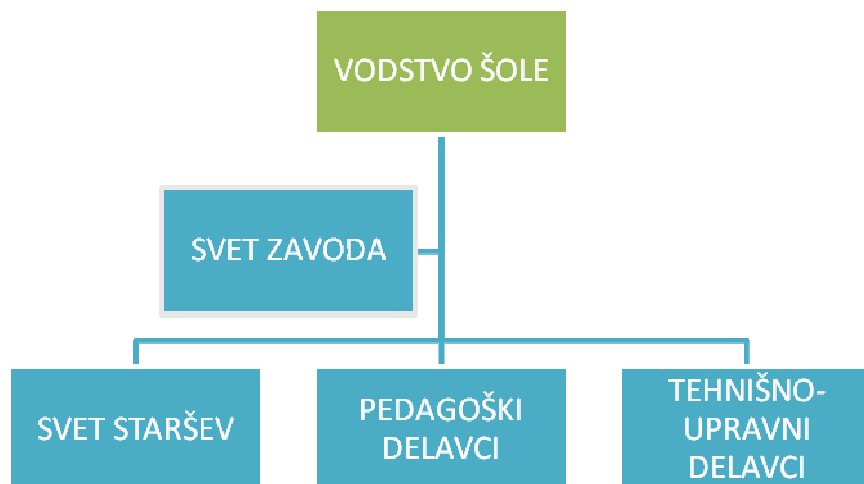 VODSTVO ŠOLE
SVET ZAVODA
SVET STARŠEV
PEDAGOŠKI
DELAVCI
TEHNIŠNO-
UPRAVNI
DELAVCI